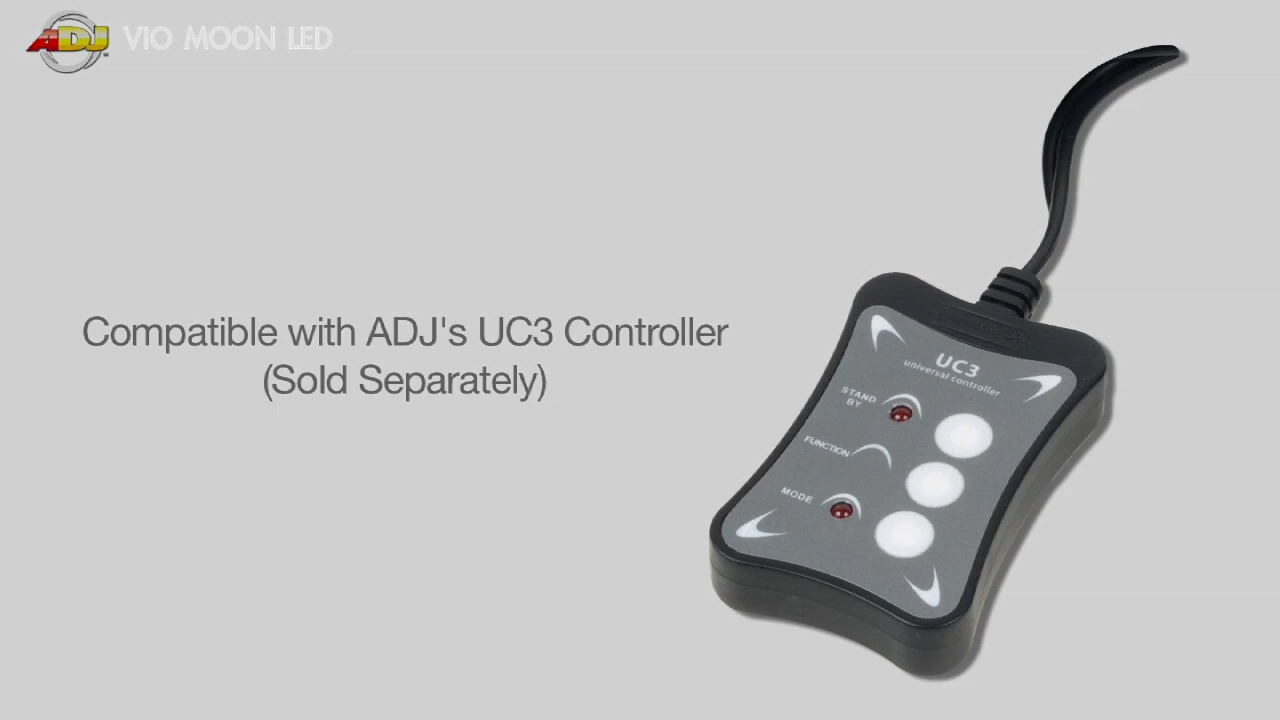 ADJ VIO MOON LED
Compatible with ADJ's UC3 Controller
(Sold Separately)
UC3
universal controller
STAND
BY
FUNCTION
MODE